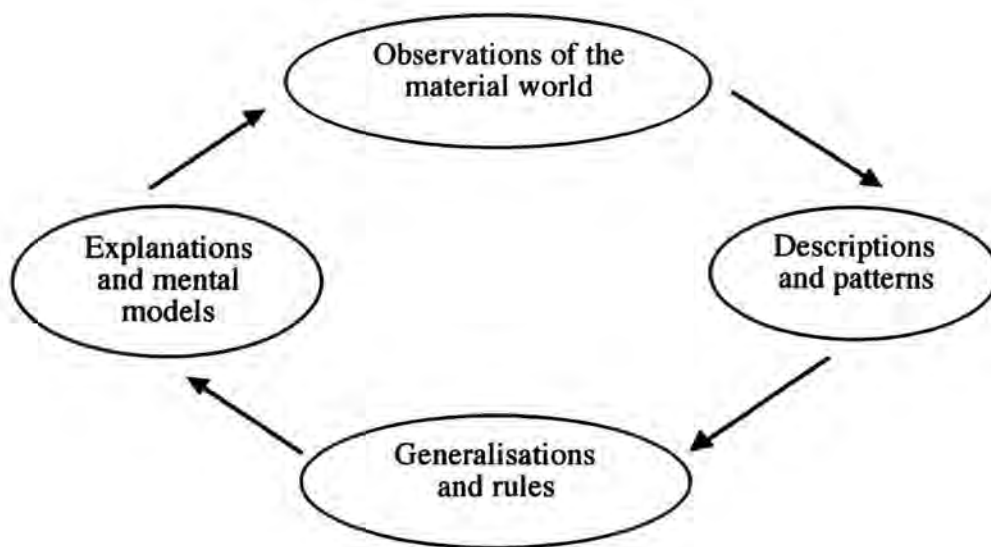 Observations of the
material world
Descriptions
and patterns
Generalisations
and rules
Explanations
and mental
models